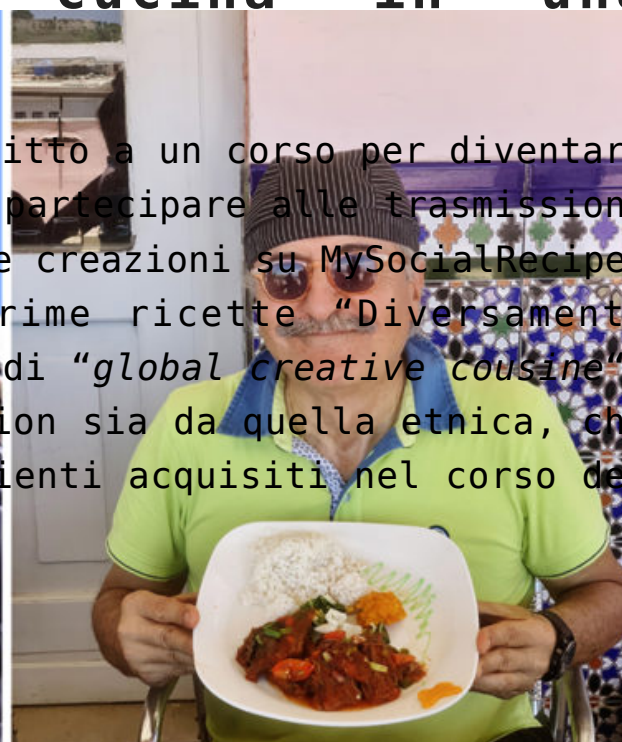 cucina in un
itto a un corso per diventar
partecipare alle trasmission
e creazioni su MySocialRecipe
rime ricette “Diversament
di “global creative cousine“
ion sia da quella etnica, ch
ienti acquisiti nel corso de